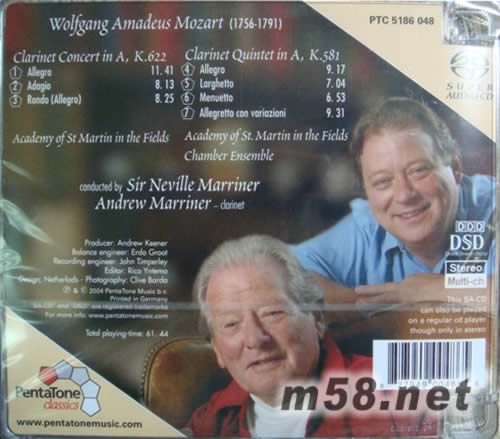 Wolfgang Amadeus Mozart (1756-1791)
PTC 5186 048
Clarinet Concert in A, K.622
1 Allegro 11. 41
2 Adagio 8. 13
3 Rondo (Allegro) 8. 25
Academy of St Martin in the Fields
Clarinet Quintet in A, K.581
4 Allegro 9. 17
5 Larghetto 7. 04
6 Menuetto 6. 53
7 Allegretto con variazioni 9. 31
Academy of St. Martin in the Fields
Chamber Ensemble
conducted by Sir Neville Marriner
Andrew Marriner – clarinet
SUPER
AUDIO CD
Producer: Andrew Keener
Balance engineer: Erdo Groot
Recording engineer: John Timperley
Editor: Rico Yntema
Design: Netherlads - Photography: Clive Barda
℗ © 2004 PentaTone Music b.v.
Printed in Germany
are registered trademarks
For more info: www.pentatonemusic.com
Total playing-time: 61. 44
DDD
DSD
Direct Stream Digital
Stereo
Multi-ch
This SA-CD
can also be played
on a regular cd player
though only in stereo
PentaTone
classics
www.pentatonemusic.com
m58.net